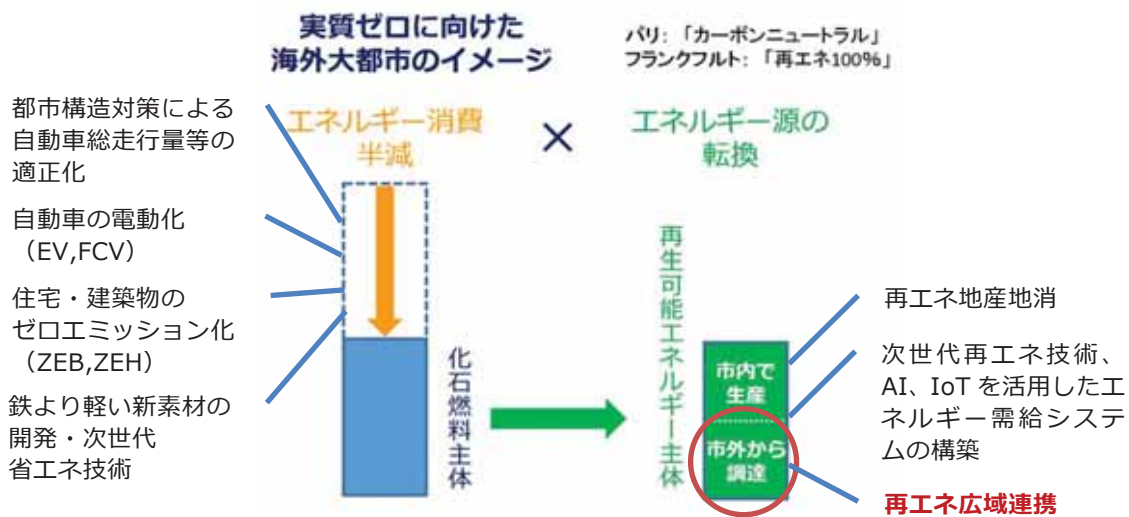 実質ゼロに向けた
海外大都市のイメージ
パリ:「カーボンニュートラル」
フランクフルト:「再エネ100%」
エネルギー消費
半減
×
エネルギー源の
転換
都市構造対策による
自動車総走行量等の
適正化
自動車の電動化
（EV,FCV）
住宅・建築物の
ゼロエミッション化
（ZEB,ZEH）
鉄より軽い新素材の
開発・次世代
省エネ技術
化石燃料主体
再生可能エネルギー主体
市内で
生産
市外から
調達
再エネ地産地消
次世代再エネ技術、
AI、IoT を活用したエ
ネルギー需給システ
ムの構築
再エネ広域連携